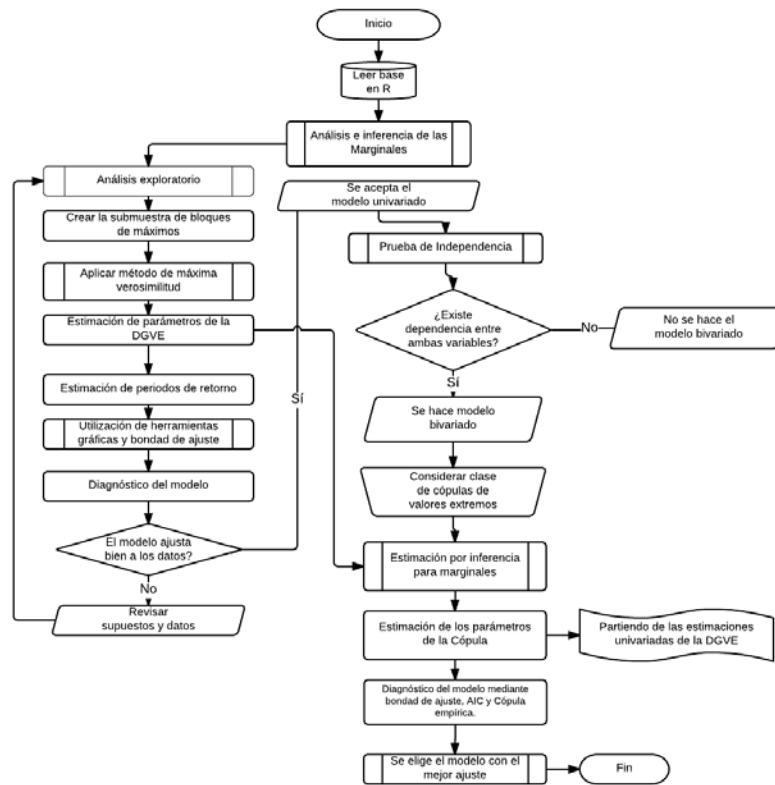 Inicio
Leer base
en R
Análisis e inferencia de las
Marginales
Análisis exploratorio
Crear la submuestra de bloques
de máximos
Aplicar método de máxima
verosimilitud
Estimación de parámetros de la
DGVE
Estimación de periodos de retorno
Utilización de herramientas
gráficas y bondad de ajuste
Diagnóstico del modelo
El modelo ajusta
bien a los datos?
No
Revisar
supuestos y datos
Sí
Se acepta el
modelo univariado
Prueba de Independencia
¿Existe
dependencia entre
ambas variables?
No
No se hace el
modelo bivariado
Sí
Se hace modelo
bivariado
Considerar clase
de cópulas de
valores extremos
Estimación por inferencia
para marginales
Estimación de los parámetros
de la Cópula
Partiendo de las estimaciones
univariadas de la DGVE
Diagnóstico del modelo mediante
bondad de ajuste, AIC y Cópula
empírica.
Se elige el modelo con el
mejor ajuste
Fin